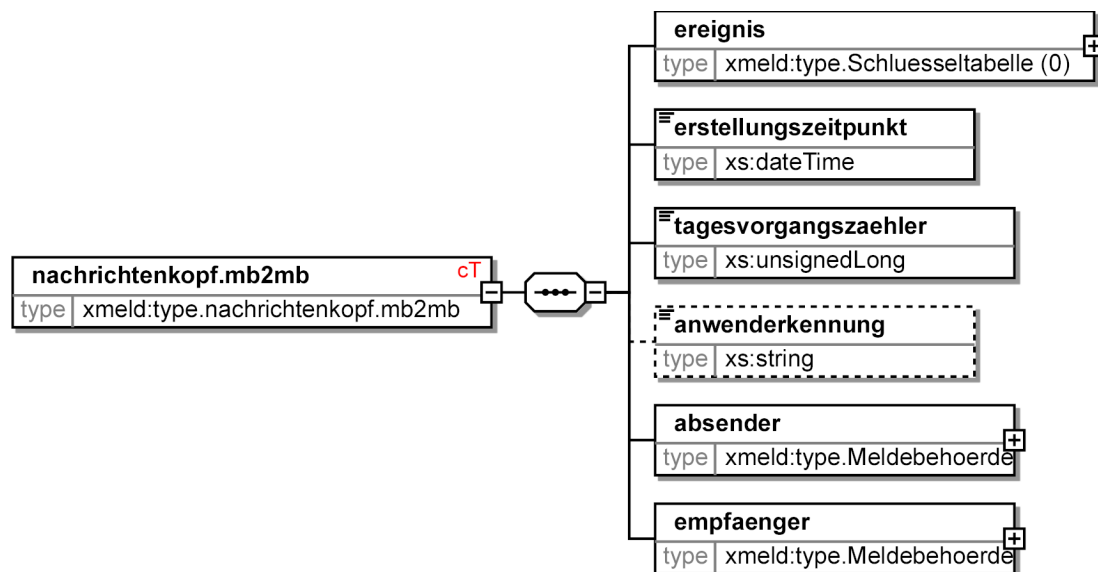 ereignis
type xmeld:type.Schluesseltabelle (0)
erstellungszeitpunkt
type xs:dateTime
tagesvorgangszaehler
type xs:unsignedLong
nachrichtenkopf.mb2mb cT
type xmeld:type.nachrichtenkopf.mb2mb
anwenderkennung
type xs:string
absender
type xmeld:type.Meldebehoerde
empfaenger
type xmeld:type.Meldebehoerde